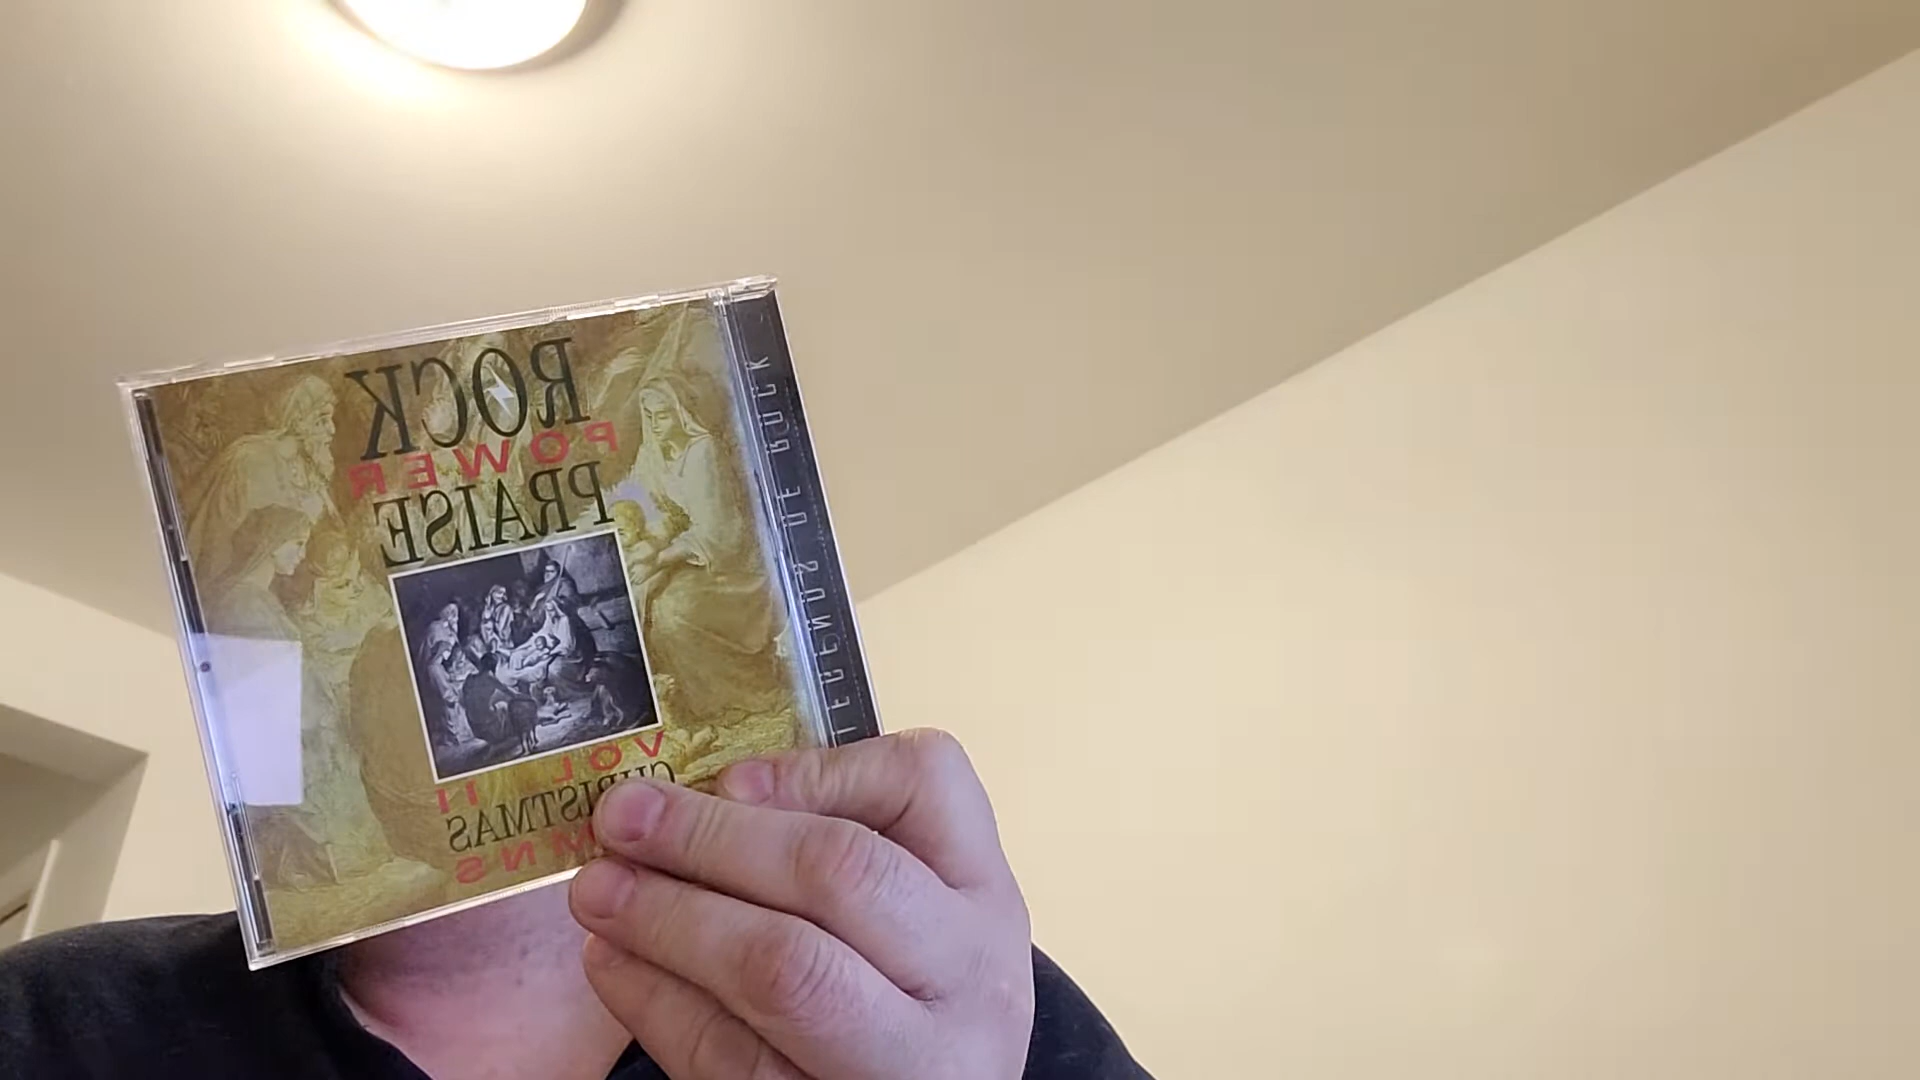 ROCK
POWER
PRAISE
VOL II
CHRISTMAS
LEGENDS OF ROCK